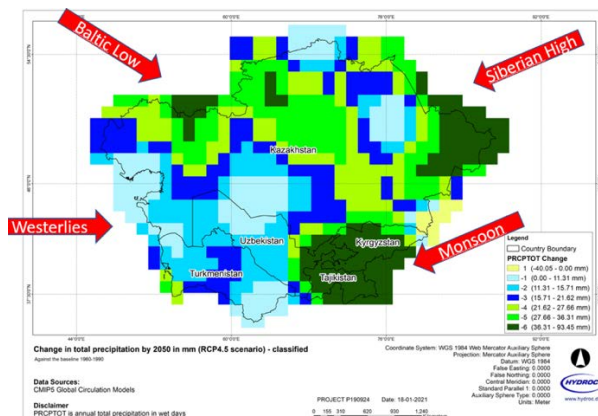 Baltic Low
Siberian High
Westerlies
Monsoon
Kazakhstan
Uzbekistan
Kyrgyzstan
Turkmenistan
Tajikistan
Legend
Country Boundary
PRCPTOT Change
1 (-40.05 - 0.00 mm)
-1 (0.00 - 11.31 mm)
-2 (11.31 - 15.71 mm)
-3 (15.71 - 21.62 mm)
-4 (21.62 - 27.66 mm)
-5 (27.66 - 36.31 mm)
-6 (36.31 - 93.45 mm)
Change in total precipitation by 2050 in mm (RCP4.5 scenario) - classified
Against the baseline 1960-1990
Coordinate System: WGS 1984 Web Mercator Auxiliary Sphere
Projection: Mercator Auxiliary Sphere
Datum: WGS 1984
False Easting: 0.0000
False Northing: 0.0000
Central Meridian: 0.0000
Standard Parallel 1: 0.0000
Auxiliary Sphere Type: 0.0000
Units: Meter
Data Sources:
CMIP5 Global Circulation Models
Disclaimer
PRCPTOT is annual total precipitation in wet days
PROJECT P190924 Date: 18-01-2021
HYDROC
www.hydroc.d